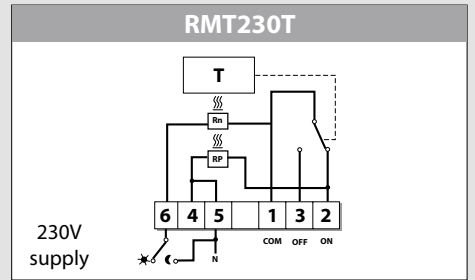 RMT230T
T
Rn
RP
6 4 5 1 3 2
COM OFF ON
230V
supply
N